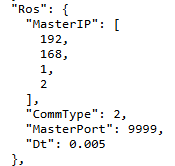 "Ros": {
"MasterIP": [
192,
168,
1,
2
],
"CommType": 2,
"MasterPort": 9999,
"Dt": 0.005
},